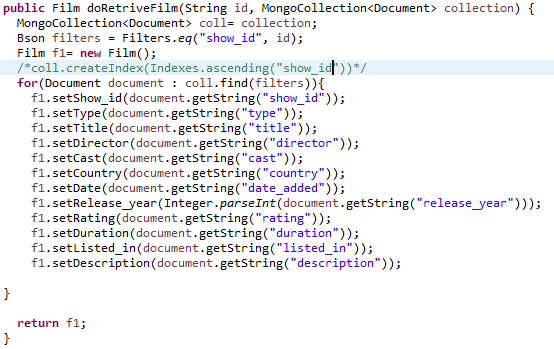 public Film doRetriveFilm(String id, MongoCollection<Document> collection) {
MongoCollection<Document> coll= collection;
Bson filters = Filters.eq("show_id", id);
Film f1= new Film();
/*coll.createIndex(Indexes.ascending("show_id"))*/
for(Document document : coll.find(filters)){
f1.setShow_id(document.getString("show_id"));
f1.setType(document.getString("type"));
f1.setTitle(document.getString("title"));
f1.setDirector(document.getString("director"));
f1.setCast(document.getString("cast"));
f1.setCountry(document.getString("country"));
f1.setDate(document.getString("date_added"));
f1.setRelease_year(Integer.parseInt(document.getString("release_year")));
f1.setRating(document.getString("rating"));
f1.setDuration(document.getString("duration"));
f1.setListed_in(document.getString("listed_in"));
f1.setDescription(document.getString("description"));
}
return f1;
}